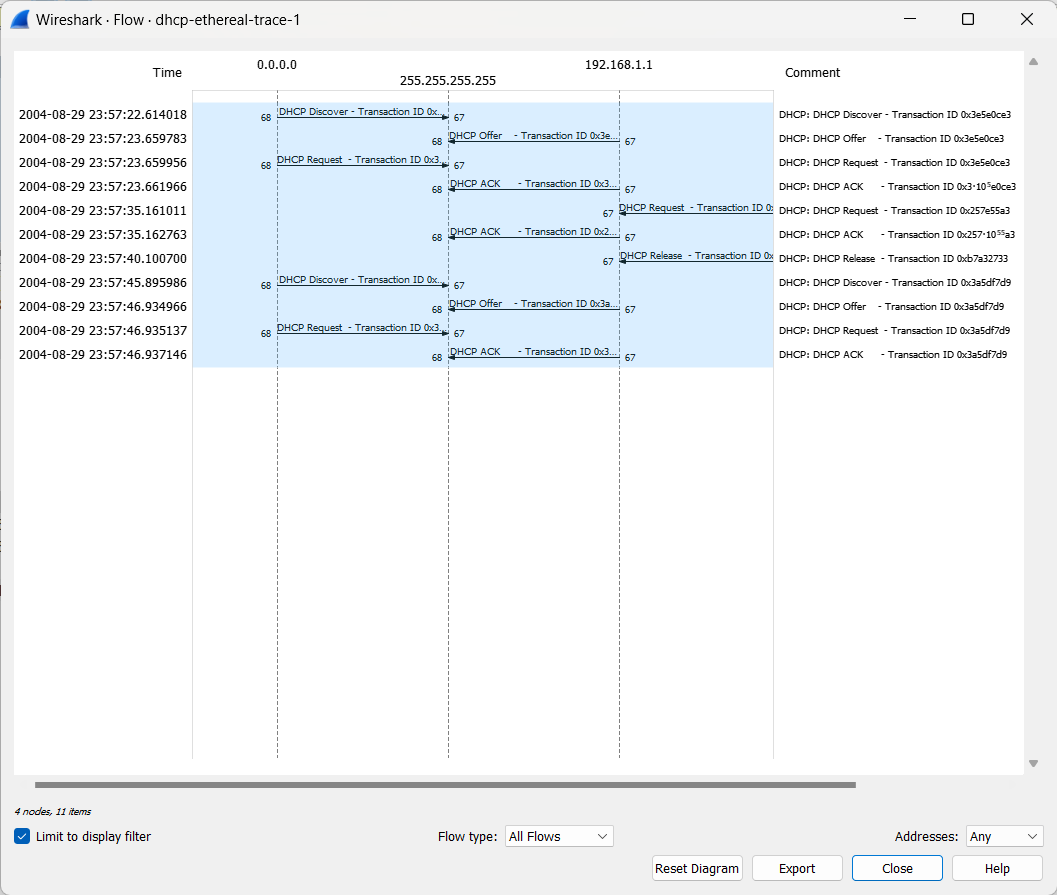 Wireshark · Flow · dhcp-ethereal-trace-1
Time 0.0.0.0 255.255.255.255 192.168.1.1 Comment
2004-08-29 23:57:22.614018 68 DHCP Discover - Transaction ID 0x... 67 DHCP: DHCP Discover - Transaction ID 0x3e5e0ce3
2004-08-29 23:57:23.659783 68 DHCP Offer - Transaction ID 0x3e... 67 DHCP: DHCP Offer - Transaction ID 0x3e5e0ce3
2004-08-29 23:57:23.659956 68 DHCP Request - Transaction ID 0x3... 67 DHCP: DHCP Request - Transaction ID 0x3e5e0ce3
2004-08-29 23:57:23.661966 68 DHCP ACK - Transaction ID 0x3... 67 DHCP: DHCP ACK - Transaction ID 0x3·10⁵e0ce3
2004-08-29 23:57:35.161011 67 DHCP Request - Transaction ID 0x DHCP: DHCP Request - Transaction ID 0x257e55a3
2004-08-29 23:57:35.162763 68 DHCP ACK - Transaction ID 0x2... 67 DHCP: DHCP ACK - Transaction ID 0x257·10⁵⁵a3
2004-08-29 23:57:40.100700 67 DHCP Release - Transaction ID 0x DHCP: DHCP Release - Transaction ID 0xb7a32733
2004-08-29 23:57:45.895986 68 DHCP Discover - Transaction ID 0x... 67 DHCP: DHCP Discover - Transaction ID 0x3a5df7d9
2004-08-29 23:57:46.934966 68 DHCP Offer - Transaction ID 0x3a... 67 DHCP: DHCP Offer - Transaction ID 0x3a5df7d9
2004-08-29 23:57:46.935137 68 DHCP Request - Transaction ID 0x3... 67 DHCP: DHCP Request - Transaction ID 0x3a5df7d9
2004-08-29 23:57:46.937146 68 DHCP ACK - Transaction ID 0x3... 67 DHCP: DHCP ACK - Transaction ID 0x3a5df7d9
4 nodes, 11 items
Limit to display filter Flow type: All Flows Addresses: Any
Reset Diagram Export Close Help